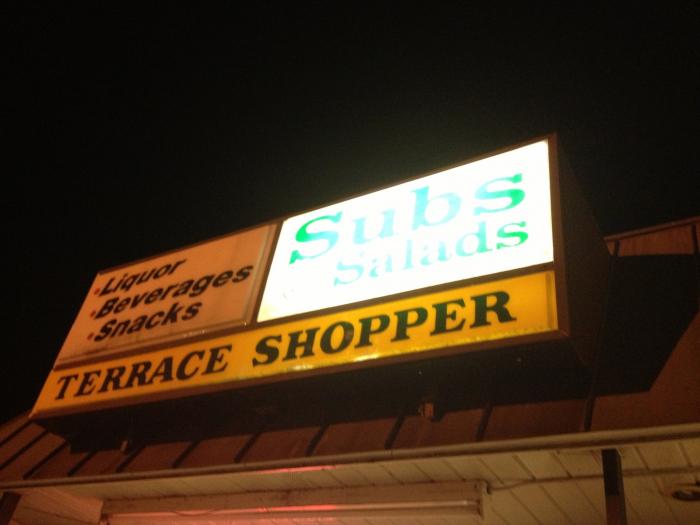 • Liquor
• Beverages
• Snacks
Subs
Salads
TERRACE SHOPPER